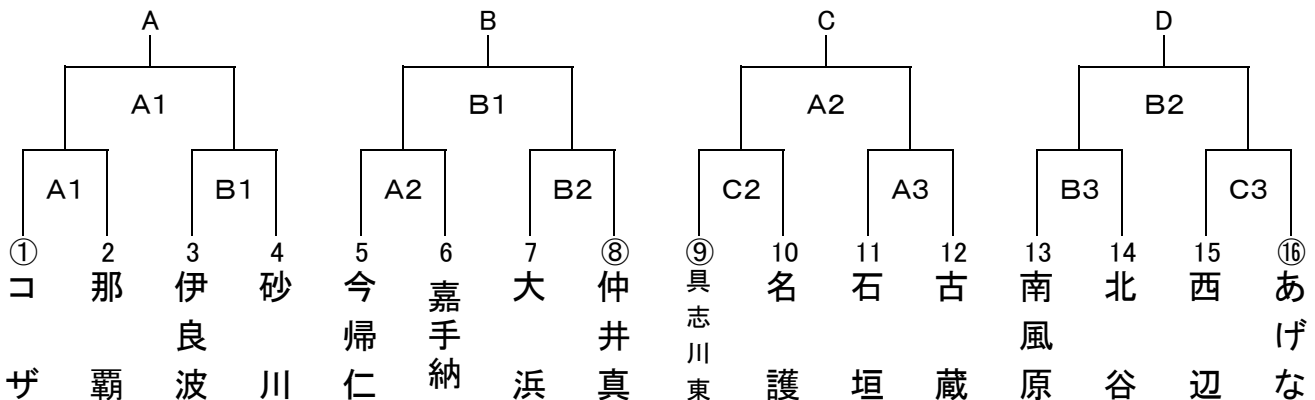 A B C D
A1 B1 A2 B2
A1 B1 A2 B2 C2 A3 B3 C3
① 2 3 4 5 6 7 ⑧ ⑨ 10 11 12 13 14 15 ⑯
コザ
那覇
伊良波
砂川
今帰仁
嘉手納
大浜
仲井真
具志川東
名護
石垣
古蔵
南風原
北谷
西辺
あげな